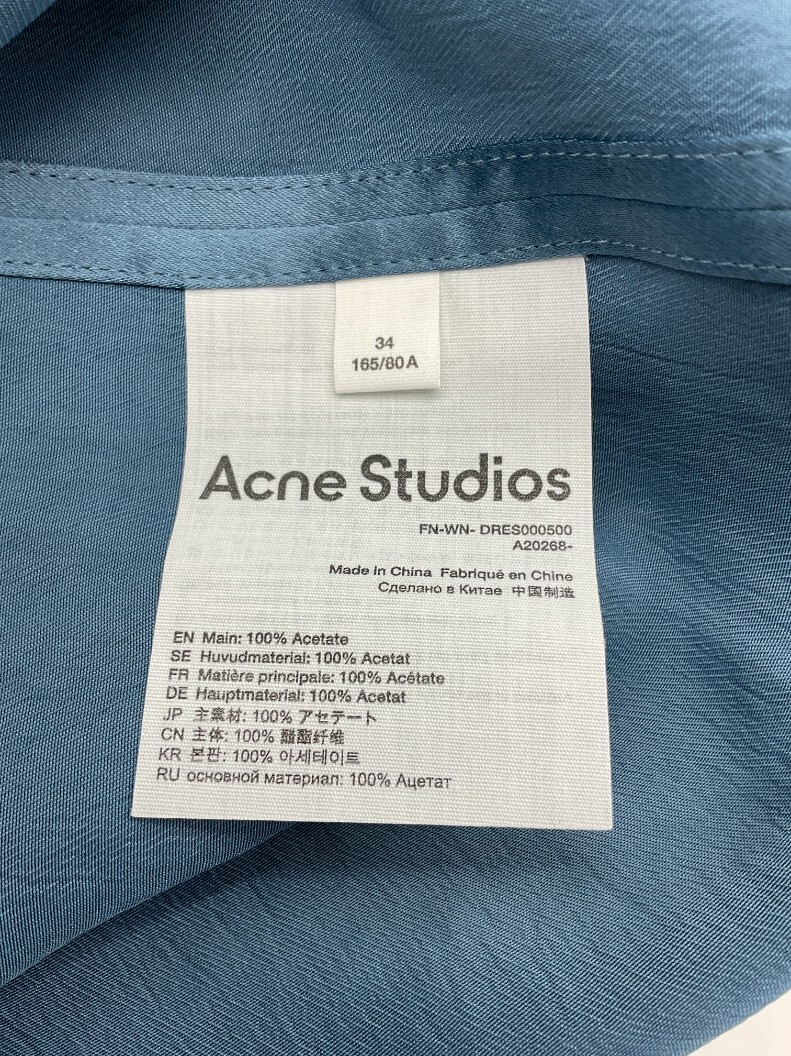 34
165/80A
Acne Studios
FN-WN- DRES000500
A20268-
Made in China Fabriqué en Chine
Сделано в Китае 中国制造
EN Main: 100% Acetate
SE Huvudmaterial: 100% Acetat
FR Matière principale: 100% Acétate
DE Hauptmaterial: 100% Acetat
JP 主素材: 100% アセテート
CN 主体: 100% 醋酯纤维
KR 본판: 100% 아세테이트
RU основной материал: 100% Ацетат